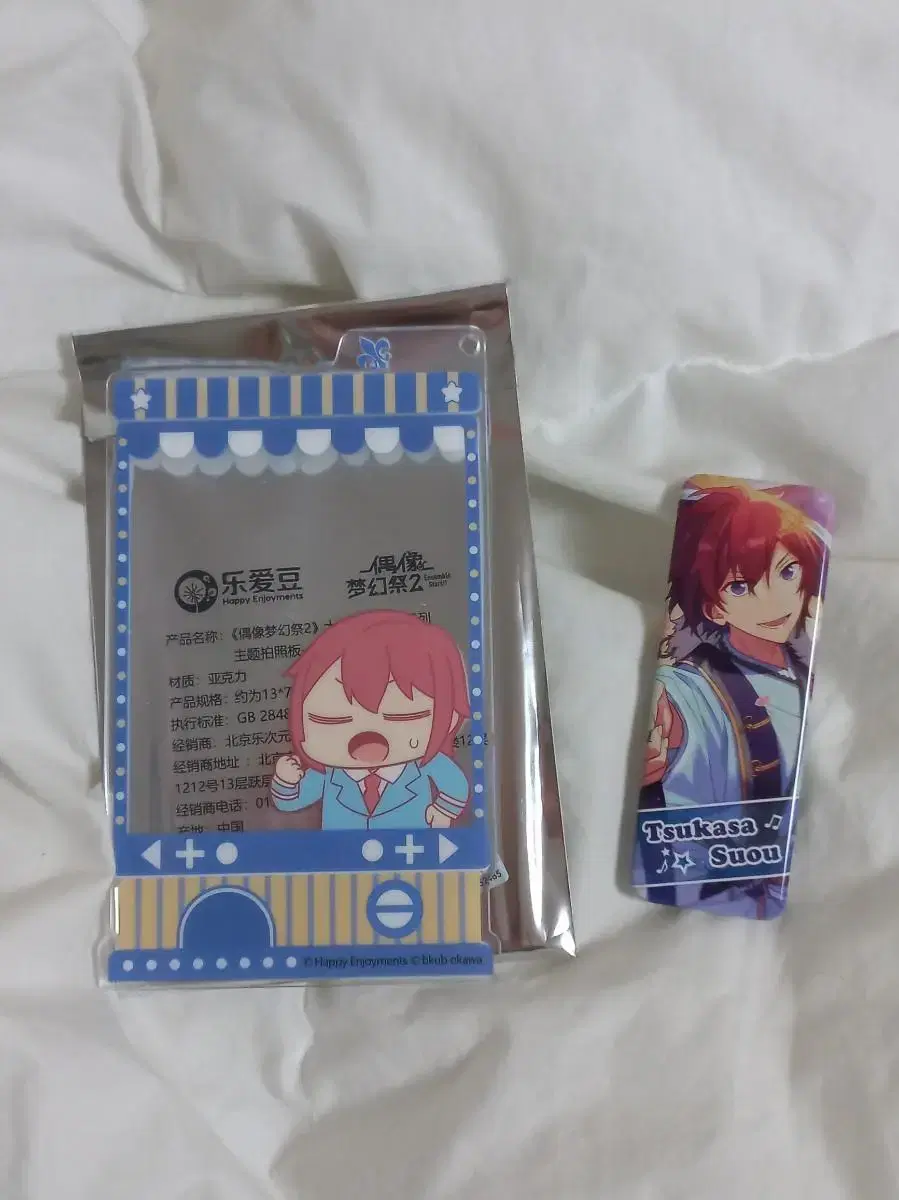 乐爱豆
Happy Enjoyments
偶像
梦幻祭2
Ensemble
Stars!!
产品名称：《偶像梦幻祭2》
主题拍照板
材质：亚克力
产品规格：约为13*7
执行标准：GB 2848
经销商：北京乐次元
经销商地址：北京
1212号13层跃层
经销商电话：01
产地：中国
© Happy Enjoyments © bkub okawa
Tsukasa
Suou